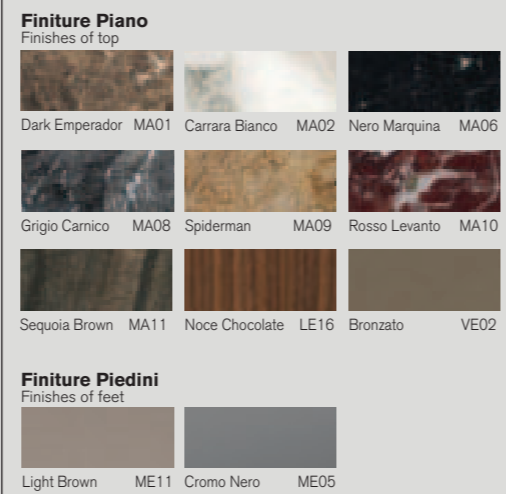 Finiture Piano
Finishes of top
Dark Emperador MA01 Carrara Bianco MA02 Nero Marquina MA06
Grigio Carnico MA08 Spiderman MA09 Rosso Levanto MA10
Sequoia Brown MA11 Noce Chocolate LE16 Bronzato VE02
Finiture Piedini
Finishes of feet
Light Brown ME11 Cromo Nero ME05